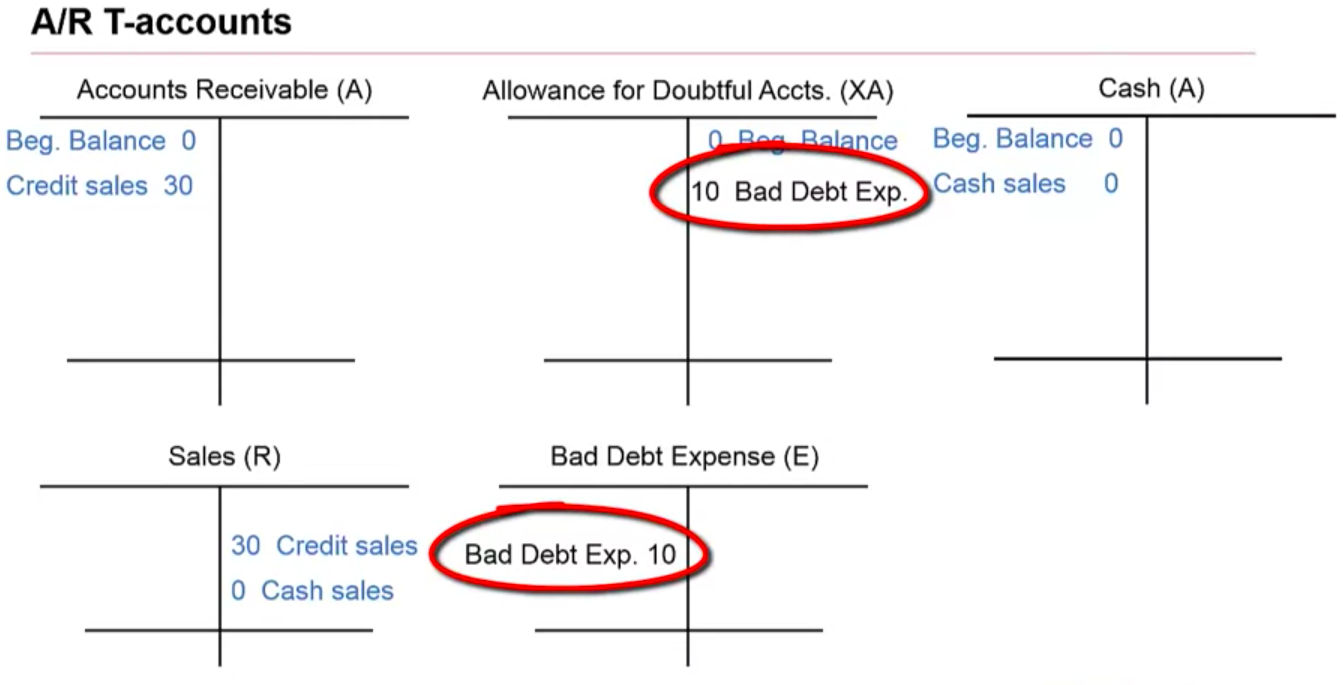 A/R T-accounts
Accounts Receivable (A)
Beg. Balance 0
Credit sales 30
Allowance for Doubtful Accts. (XA)
0 Beg. Balance
10 Bad Debt Exp.
Cash (A)
Beg. Balance 0
Cash sales 0
Sales (R)
30 Credit sales
0 Cash sales
Bad Debt Expense (E)
Bad Debt Exp. 10